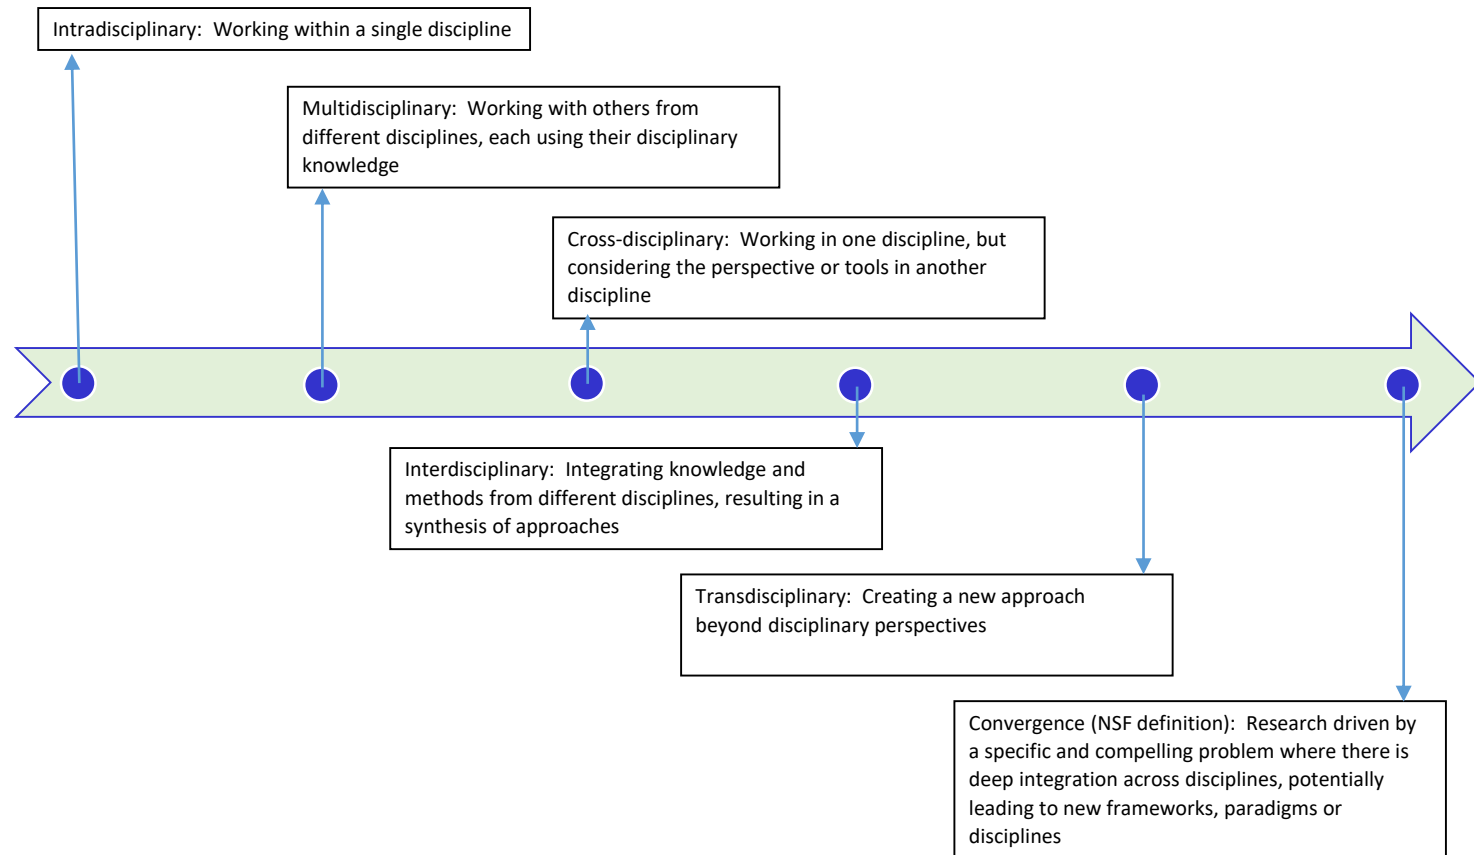 Intradisciplinary:  Working within a single discipline
Multidisciplinary:  Working with others from
different disciplines, each using their disciplinary
knowledge
Cross-disciplinary:  Working in one discipline, but
considering the perspective or tools in another
discipline
Interdisciplinary:  Integrating knowledge and
methods from different disciplines, resulting in a
synthesis of approaches
Transdisciplinary:  Creating a new approach
beyond disciplinary perspectives
Convergence (NSF definition):  Research driven by
a specific and compelling problem where there is
deep integration across disciplines, potentially
leading to new frameworks, paradigms or
disciplines